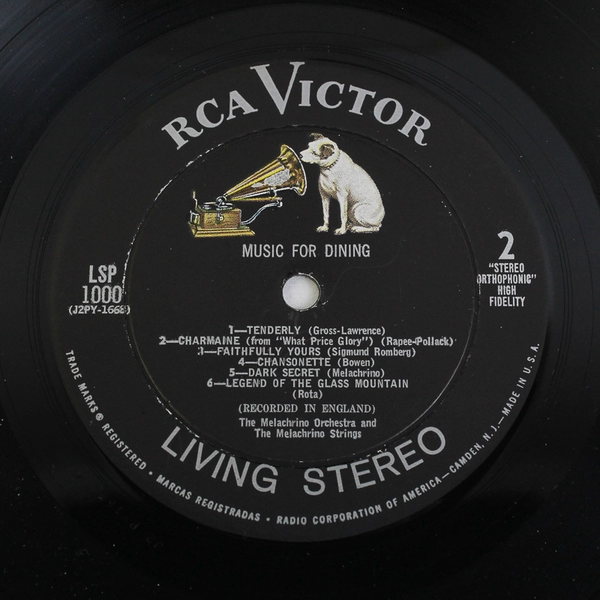 RCA VICTOR
MUSIC FOR DINING
LSP
1000
(J2PY-1668)
2
"STEREO
ORTHOPHONIC"
HIGH
FIDELITY
1—TENDERLY (Gross-Lawrence)
2—CHARMAINE (from "What Price Glory") (Rapee-Pollack)
3—FAITHFULLY YOURS (Sigmund Romberg)
4—CHANSONETTE (Bowen)
5—DARK SECRET (Melachrino)
6—LEGEND OF THE GLASS MOUNTAIN
(Rota)
(RECORDED IN ENGLAND)
The Melachrino Orchestra and
The Melachrino Strings
LIVING STEREO
TRADE MARKS ® REGISTERED • MARCAS REGISTRADAS • RADIO CORPORATION OF AMERICA—CAMDEN, N. J.—MADE IN U.S.A.